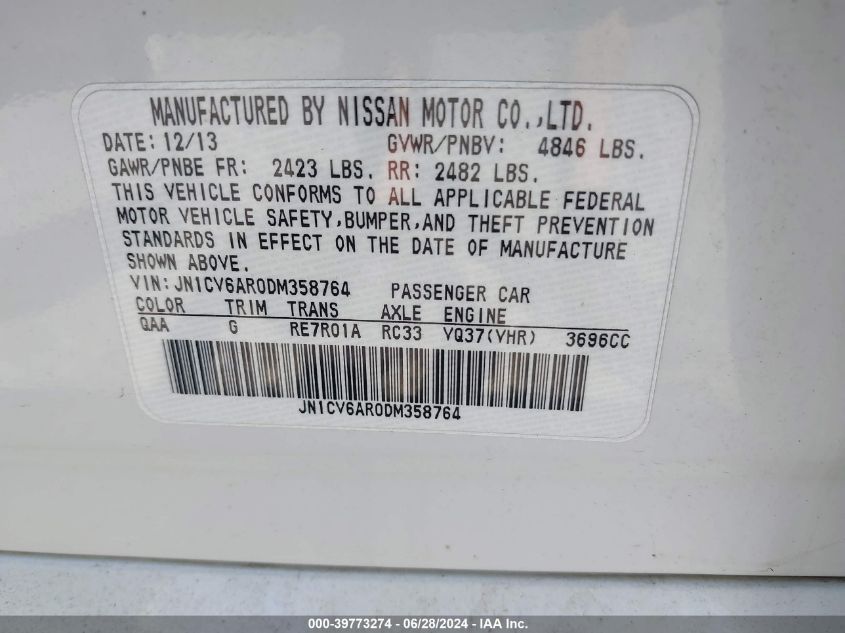 MANUFACTURED BY NISSAN MOTOR CO.,LTD.
DATE: 12/13 GVWR/PNBV: 4846 LBS.
GAWR/PNBE FR: 2423 LBS. RR: 2482 LBS.
THIS VEHICLE CONFORMS TO ALL APPLICABLE FEDERAL
MOTOR VEHICLE SAFETY,BUMPER,AND THEFT PREVENTION
STANDARDS IN EFFECT ON THE DATE OF MANUFACTURE
SHOWN ABOVE.
VIN: JN1CV6AR0DM358764 PASSENGER CAR
COLOR TRIM TRANS AXLE ENGINE
QAA G RE7R01A RC33 VQ37(VHR) 3696CC
JN1CV6AR0DM358764
000-39773274 - 06/28/2024 - IAA Inc.